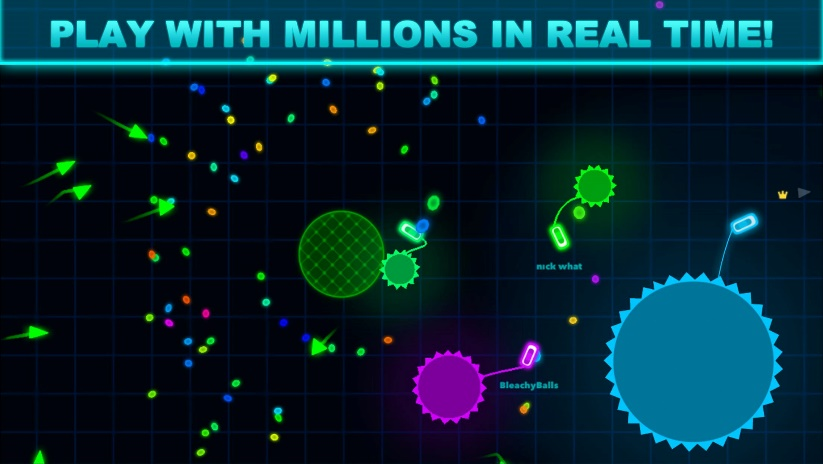 PLAY WITH MILLIONS IN REAL TIME!
nick what
BleachyBalls